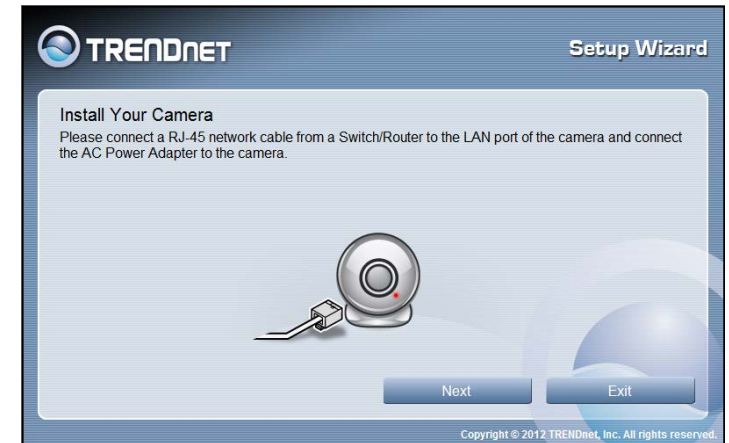 TRENDNET
Setup Wizard
Install Your Camera
Please connect a RJ-45 network cable from a Switch/Router to the LAN port of the camera and connect
the AC Power Adapter to the camera.
Next
Exit
Copyright © 2012 TRENDnet, Inc. All rights reserved.